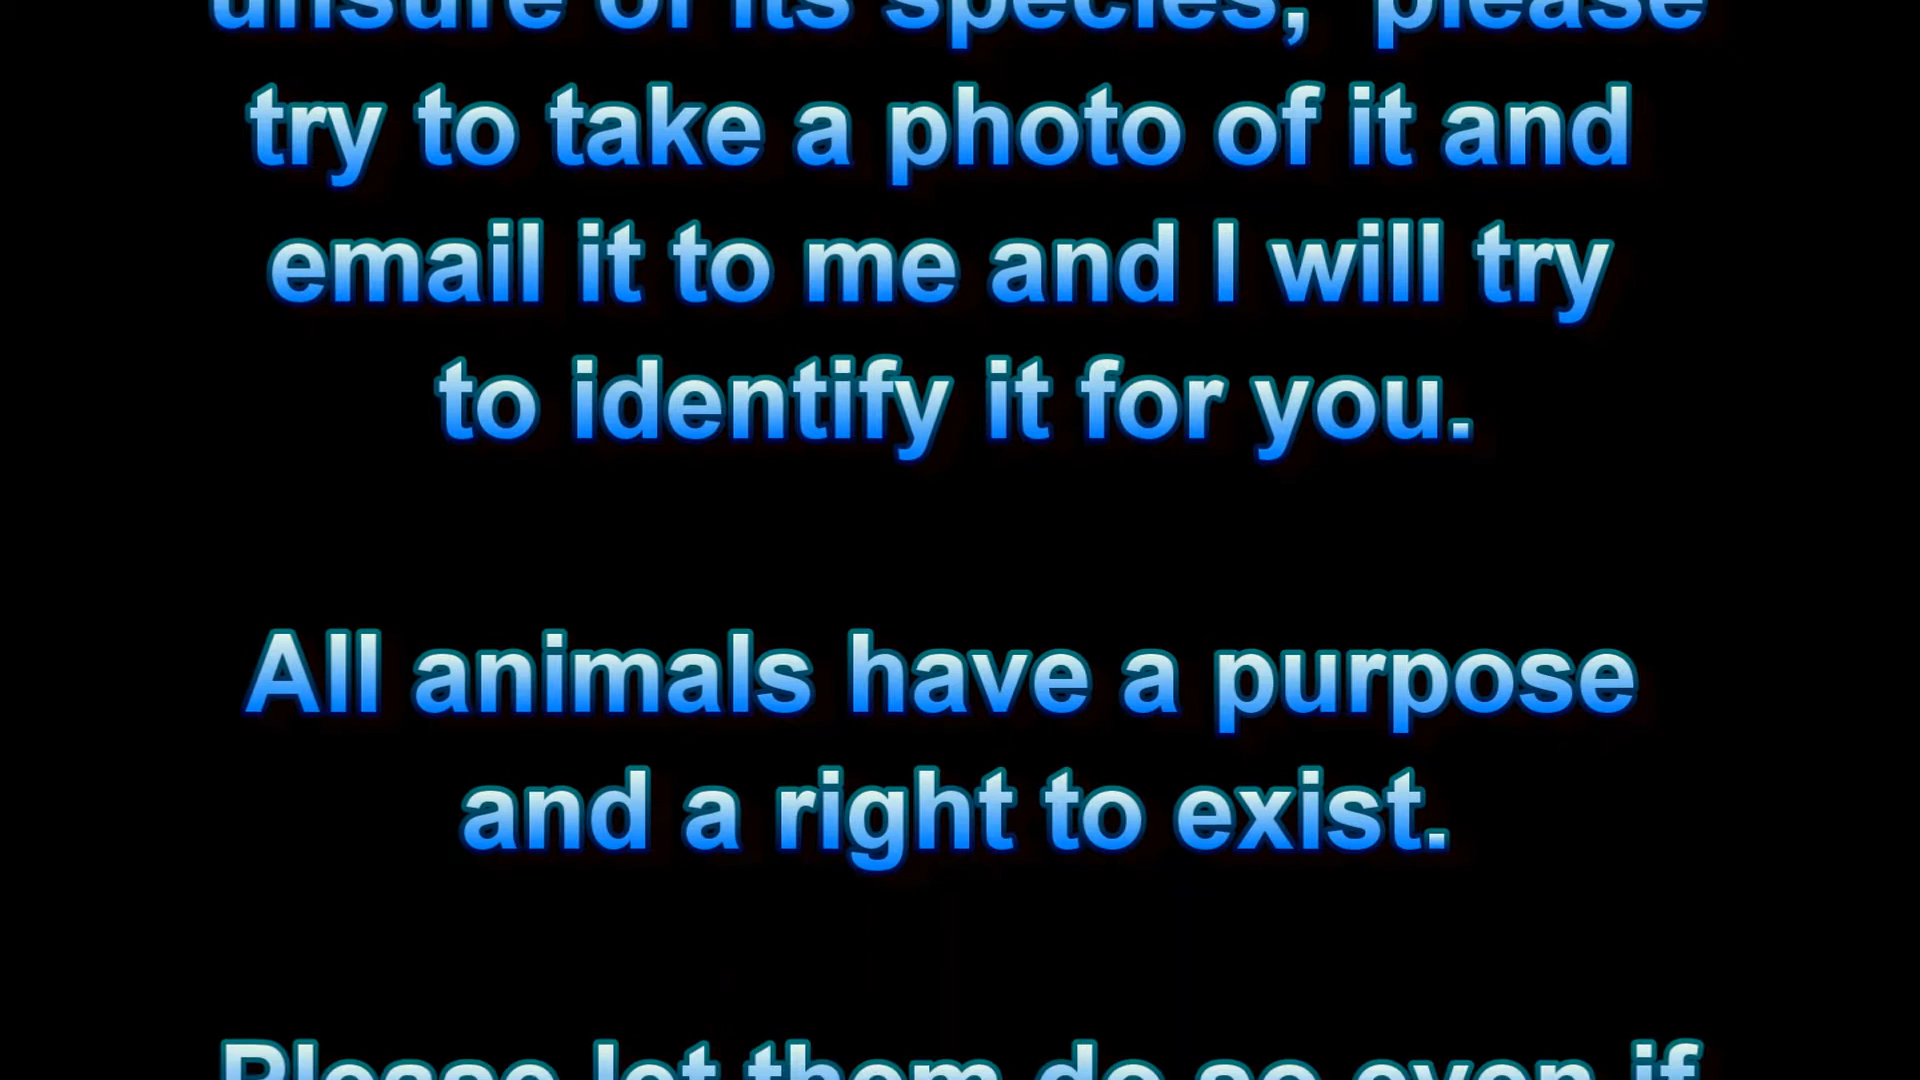 unsure of its species, please
try to take a photo of it and
email it to me and I will try
to identify it for you.
All animals have a purpose
and a right to exist.
Please let them do so even if